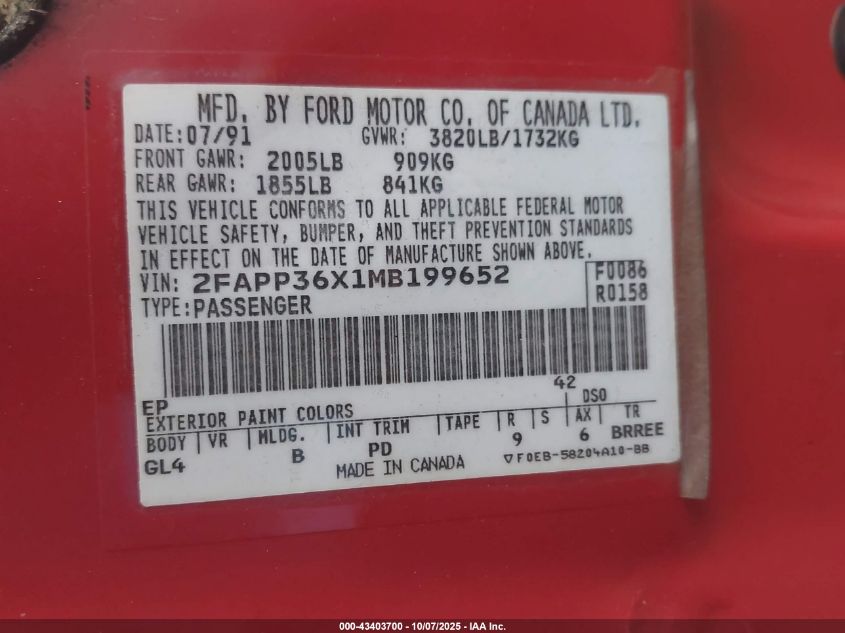 MFD. BY FORD MOTOR CO. OF CANADA LTD.
DATE: 07/91 GVWR: 3820LB/1732KG
FRONT GAWR: 2005LB 909KG
REAR GAWR: 1855LB 841KG
THIS VEHICLE CONFORMS TO ALL APPLICABLE FEDERAL MOTOR
VEHICLE SAFETY, BUMPER, AND THEFT PREVENTION STANDARDS
IN EFFECT ON THE DATE OF MANUFACTURE SHOWN ABOVE.
VIN: 2FAPP36X1MB199652 F0086
TYPE: PASSENGER R0158
42
EP DSO
EXTERIOR PAINT COLORS
BODY VR MLDG. INT TRIM TAPE R S AX TR
GL4 B PD 9 6 BRREE
MADE IN CANADA ▽F0EB-58204A10-BB
000-43403700 - 10/07/2025 - IAA Inc.